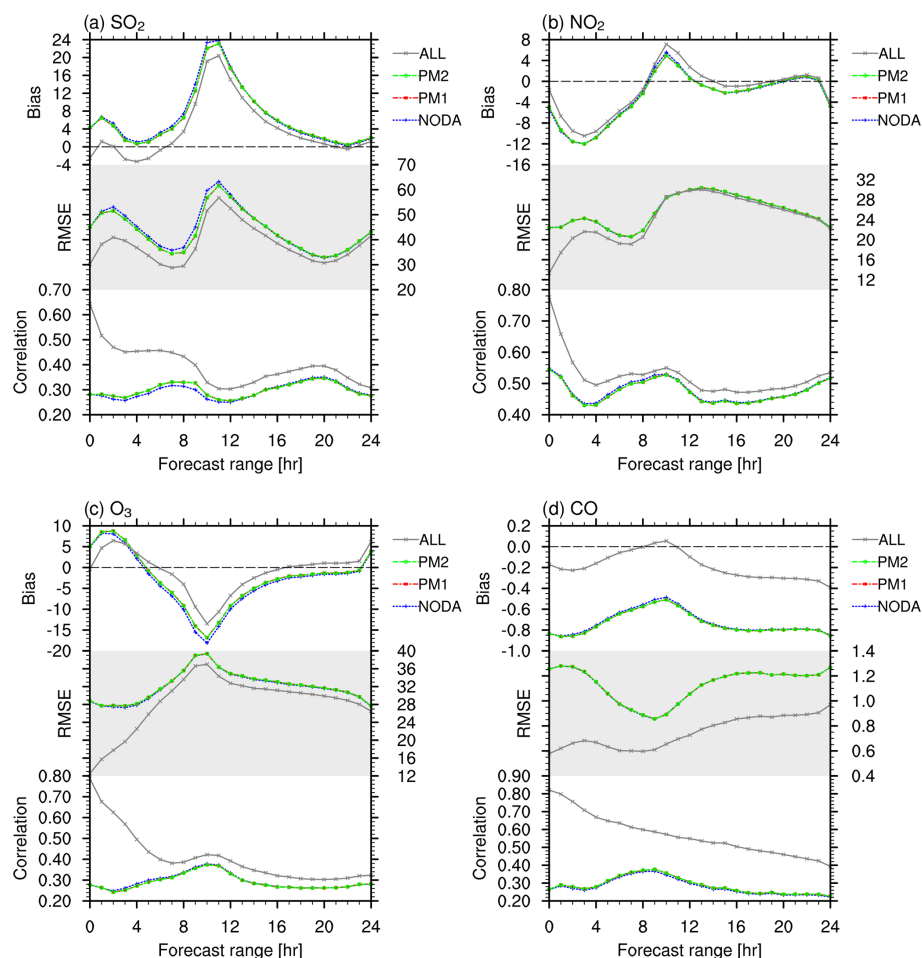 (a) SO₂
Bias
24
20
16
12
8
4
0
-4
RMSE
70
60
50
40
30
20
Correlation
0.70
0.60
0.50
0.40
0.30
0.20
0 4 8 12 16 20 24
Forecast range [hr]
ALL
PM2
PM1
NODA
(b) NO₂
Bias
8
4
0
-4
-8
-12
-16
RMSE
32
28
24
20
16
12
Correlation
0.80
0.70
0.60
0.50
0.40
0 4 8 12 16 20 24
Forecast range [hr]
ALL
PM2
PM1
NODA
(c) O₃
Bias
10
5
0
-5
-10
-15
-20
RMSE
40
36
32
28
24
20
16
12
Correlation
0.80
0.70
0.60
0.50
0.40
0.30
0.20
0 4 8 12 16 20 24
Forecast range [hr]
ALL
PM2
PM1
NODA
(d) CO
Bias
0.2
0.0
-0.2
-0.4
-0.6
-0.8
-1.0
RMSE
1.4
1.2
1.0
0.8
0.6
0.4
Correlation
0.90
0.80
0.70
0.60
0.50
0.40
0.30
0.20
0 4 8 12 16 20 24
Forecast range [hr]
ALL
PM2
PM1
NODA